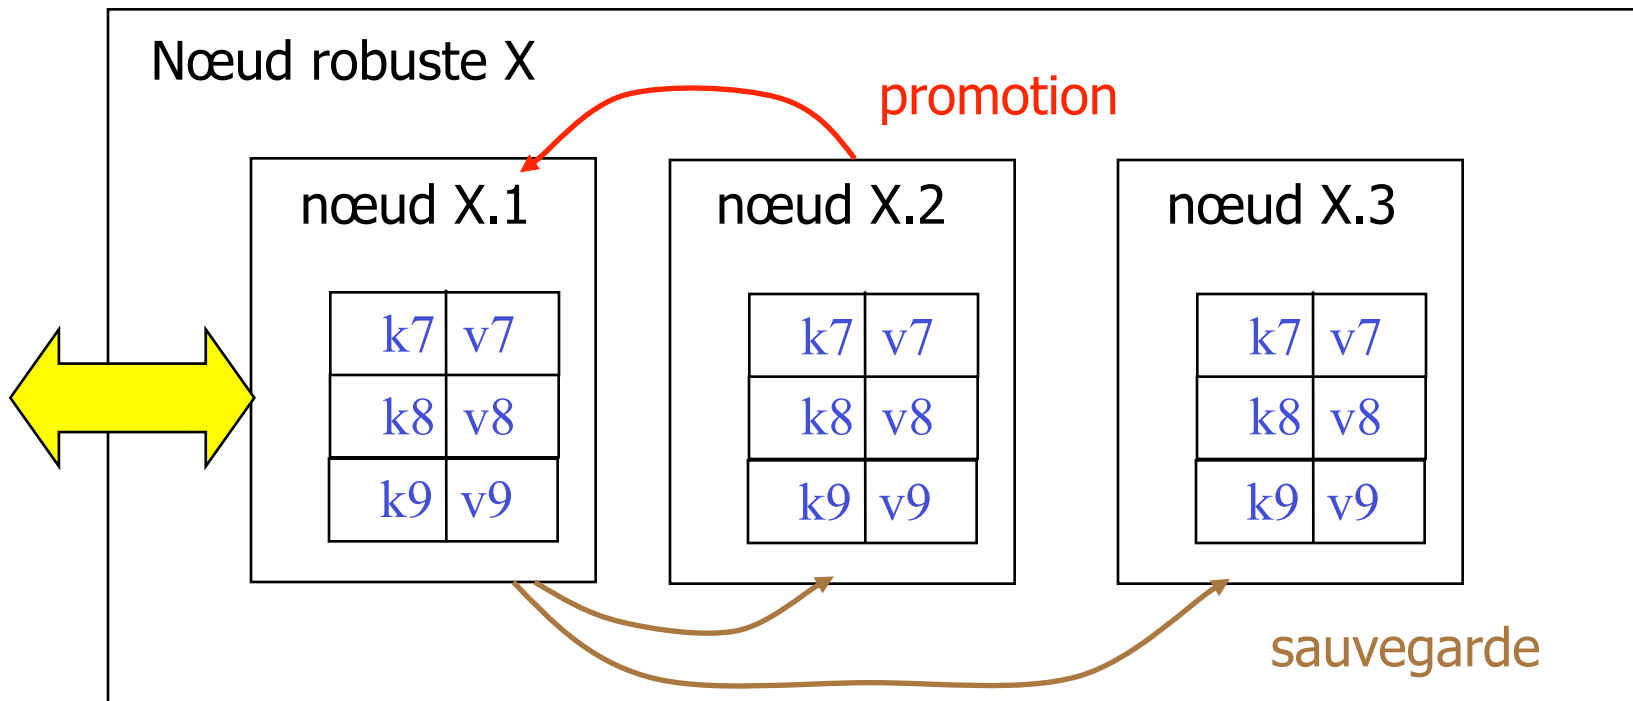 Nœud robuste X
promotion
nœud X.1
nœud X.2
nœud X.3
k7 v7
k8 v8
k9 v9
k7 v7
k8 v8
k9 v9
k7 v7
k8 v8
k9 v9
sauvegarde